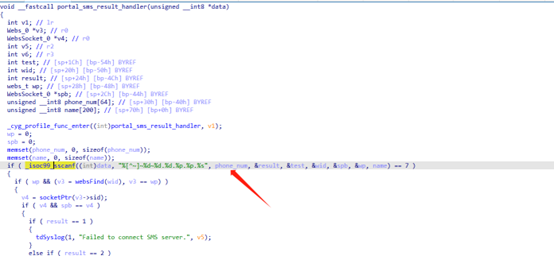 void __fastcall portal_sms_result_handler(unsigned __int8 *data)
{
int v1; // lr
Webs_0 *v3; // r0
WebSocket_0 *v4; // r0
int v5; // r2
int v6; // r3
int test; // [sp+1Ch] [bp-54h] BYREF
int wid; // [sp+20h] [bp-50h] BYREF
int result; // [sp+24h] [bp-4Ch] BYREF
webs_t wp; // [sp+28h] [bp-48h] BYREF
WebSocket_0 *spb; // [sp+2Ch] [bp-44h] BYREF
unsigned __int8 phone_num[64]; // [sp+30h] [bp-40h] BYREF
unsigned __int8 name[200]; // [sp+70h] [bp+0h] BYREF
_cyg_profile_func_enter((int)portal_sms_result_handler, v1);
wp = 0;
spb = 0;
memset(phone_num, 0, sizeof(phone_num));
memset(name, 0, sizeof(name));
if ( _isoc99_sscanf((int)data, "%[^~]~%d~%d.%d.%p.%p.%s", phone_num, &result, &test, &wid, &spb, &wp, name) == 7 )
{
if ( wp && (v3 = websFind(wid), v3 == wp) )
{
v4 = socketPtr(v3->sid);
if ( v4 && spb == v4 )
{
if ( result == 1 )
{
tdSyslog(1, "Failed to connect SMS server.", v5);
}
else if ( result == 2 )